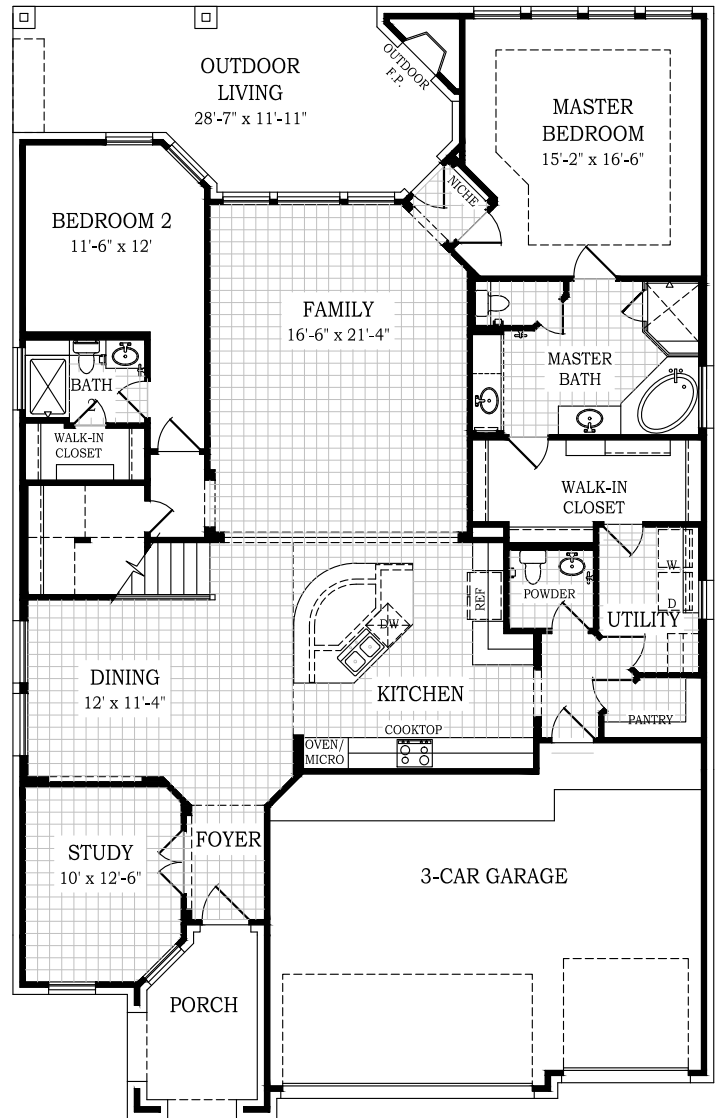 OUTDOOR
LIVING
28'-7" x 11'-11"
OUTDOOR
F.P.
MASTER
BEDROOM
15'-2" x 16'-6"
NICHE
BEDROOM 2
11'-6" x 12'
FAMILY
16'-6" x 21'-4"
MASTER
BATH
BATH
2
WALK-IN
CLOSET
WALK-IN
CLOSET
W
D
REF
POWDER
UTILITY
DW
DINING
12' x 11'-4"
KITCHEN
PANTRY
COOKTOP
OVEN/
MICRO
FOYER
STUDY
10' x 12'-6"
3-CAR GARAGE
PORCH